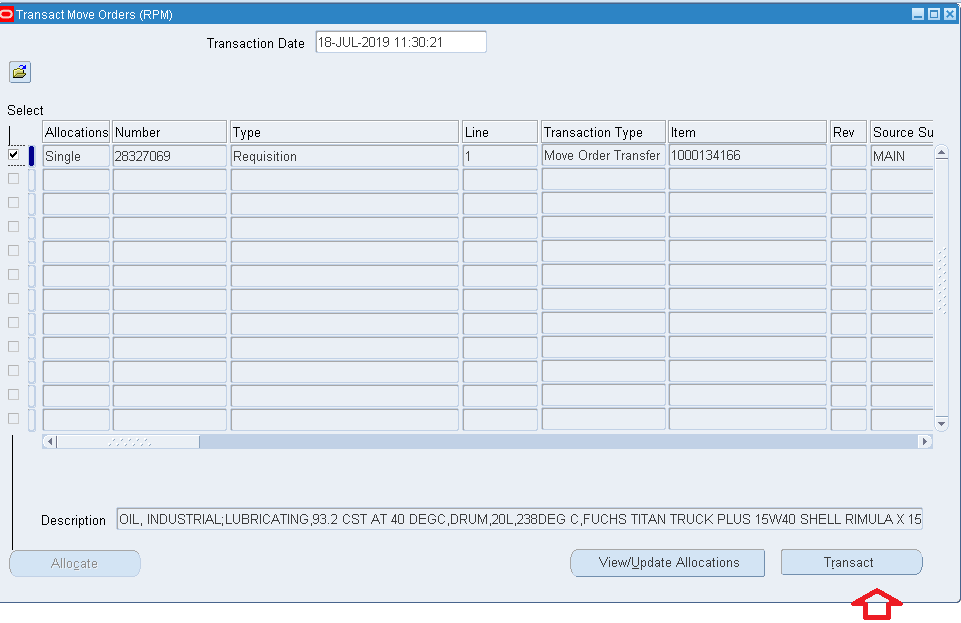 Transact Move Orders (RPM)
Transaction Date 18-JUL-2019 11:30:21
Select
Allocations Number Type Line Transaction Type Item Rev Source Su
Single 28327069 Requisition 1 Move Order Transfer 1000134166 MAIN
Description OIL, INDUSTRIAL;LUBRICATING,93.2 CST AT 40 DEGC,DRUM,20L,238DEG C,FUCHS TITAN TRUCK PLUS 15W40 SHELL RIMULA X 15
Allocate View/Update Allocations Transact